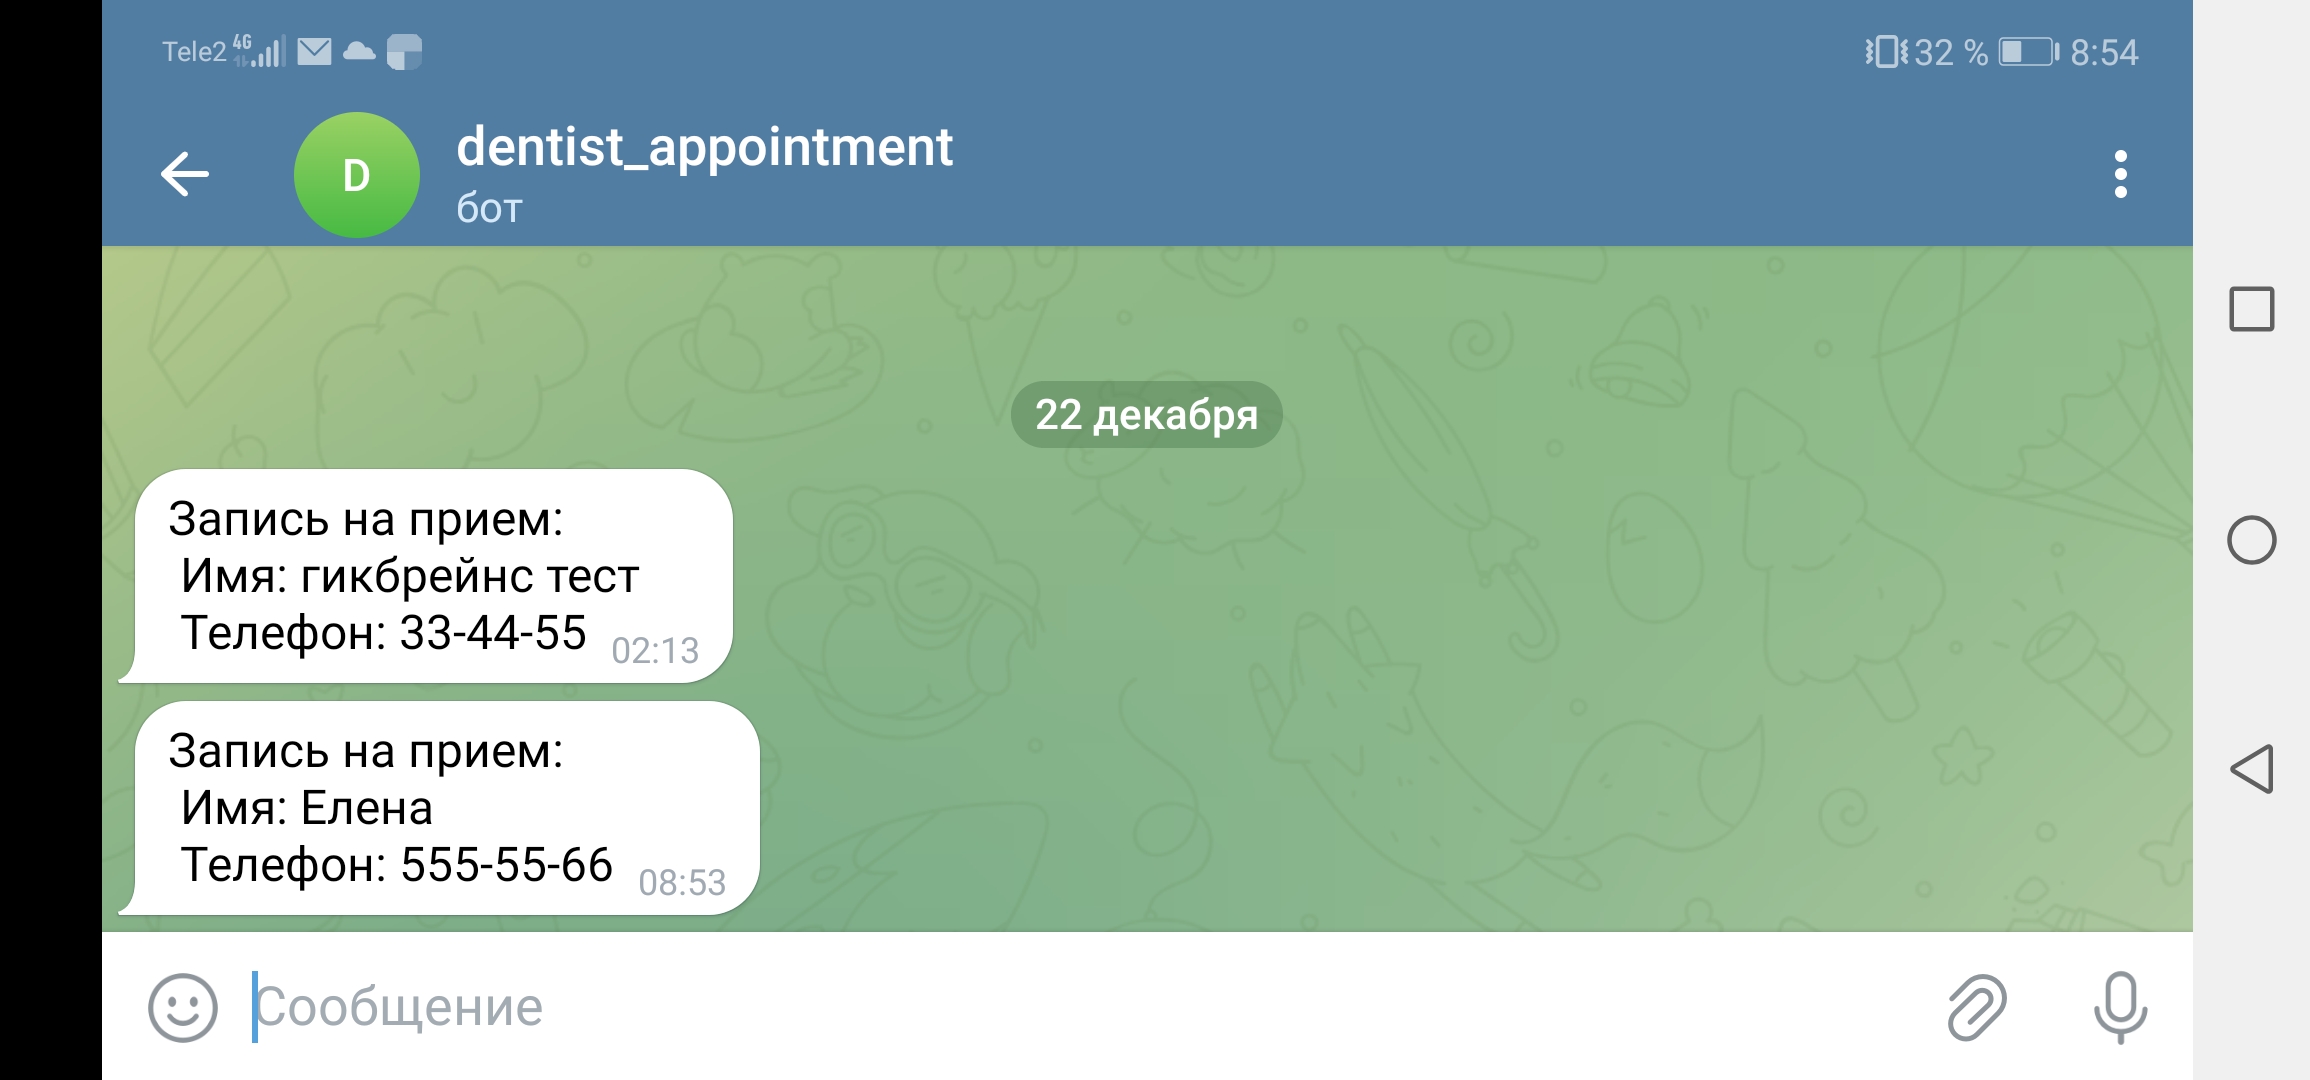 Tele2 4G 32 % 8:54
D
dentist_appointment
бот
22 декабря
Запись на прием:
Имя: гикбрейнс тест
Телефон: 33-44-55 02:13
Запись на прием:
Имя: Елена
Телефон: 555-55-66 08:53
Сообщение